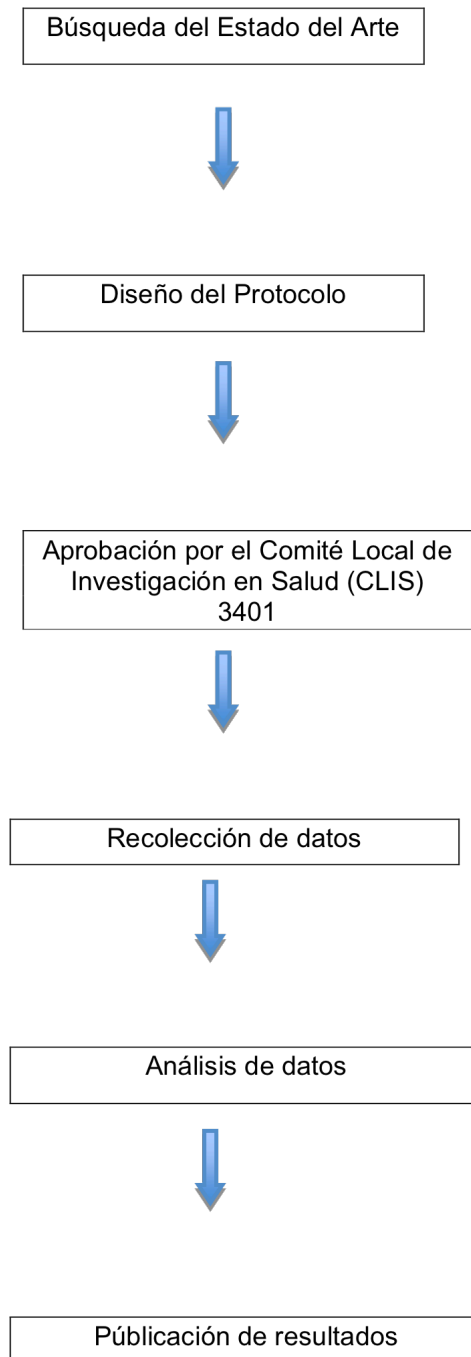 Búsqueda del Estado del Arte
Diseño del Protocolo
Aprobación por el Comité Local de
Investigación en Salud (CLIS)
3401
Recolección de datos
Análisis de datos
Públicación de resultados